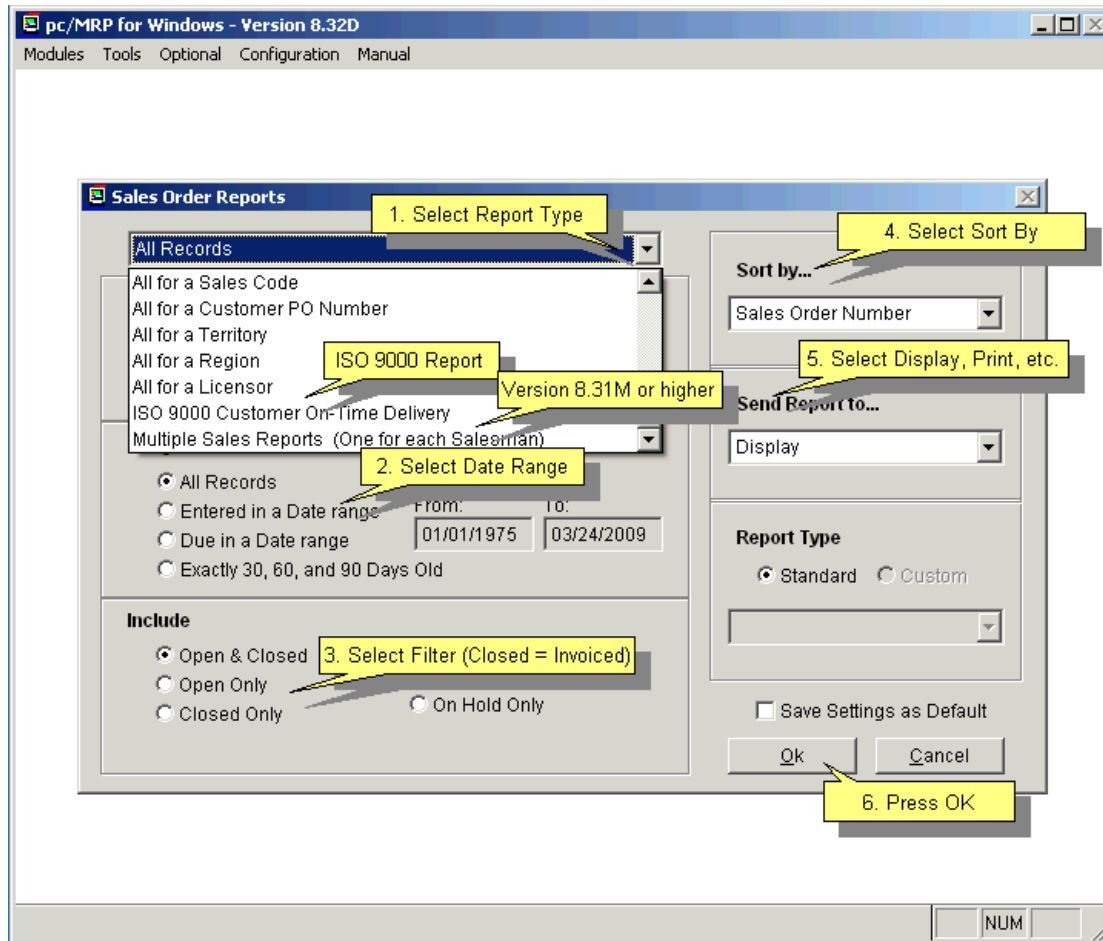 pc/MRP for Windows - Version 8.32D
Modules Tools Optional Configuration Manual
Sales Order Reports
1. Select Report Type
All Records
All for a Sales Code
All for a Customer PO Number
All for a Territory
All for a Region
All for a Licensor
ISO 9000 Customer On-Time Delivery
Multiple Sales Reports (One for each Salesman)
ISO 9000 Report
Version 8.31M or higher
2. Select Date Range
All Records
Entered in a Date range
Due in a Date range
Exactly 30, 60, and 90 Days Old
From: To:
01/01/1975 03/24/2009
Include
Open & Closed
Open Only
Closed Only
On Hold Only
3. Select Filter (Closed = Invoiced)
4. Select Sort By
Sort by...
Sales Order Number
5. Select Display, Print, etc.
Send Report to...
Display
Report Type
Standard Custom
Save Settings as Default
Ok Cancel
6. Press OK
NUM